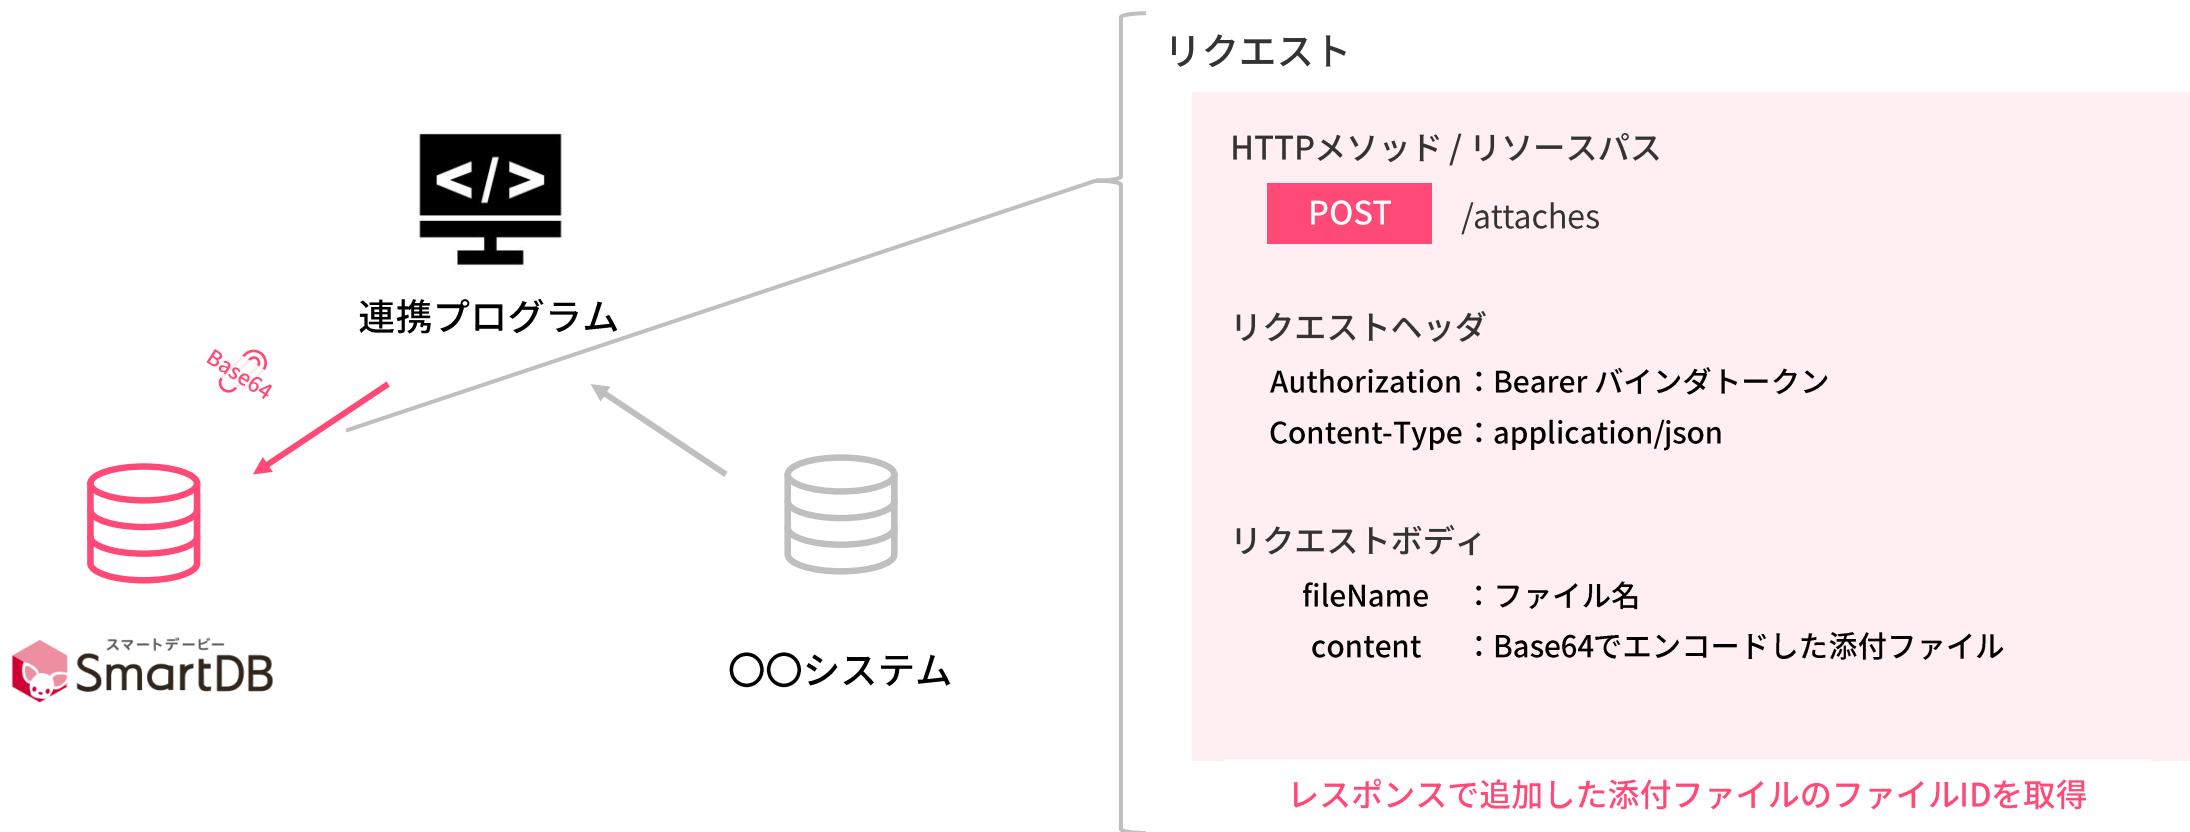 連携プログラム
Base64
スマートデービー
SmartDB
〇〇システム
リクエスト
HTTPメソッド / リソースパス
POST /attaches
リクエストヘッダ
Authorization：Bearer バインダトークン
Content-Type：application/json
リクエストボディ
fileName ：ファイル名
content ：Base64でエンコードした添付ファイル
レスポンスで追加した添付ファイルのファイルIDを取得